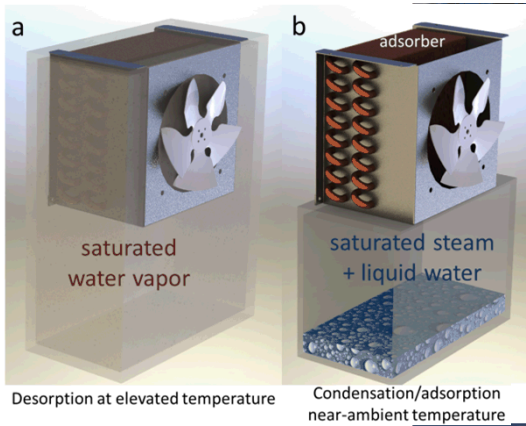 a
saturated
water vapor
Desorption at elevated temperature
b
adsorber
saturated steam
+ liquid water
Condensation/adsorption
near-ambient temperature